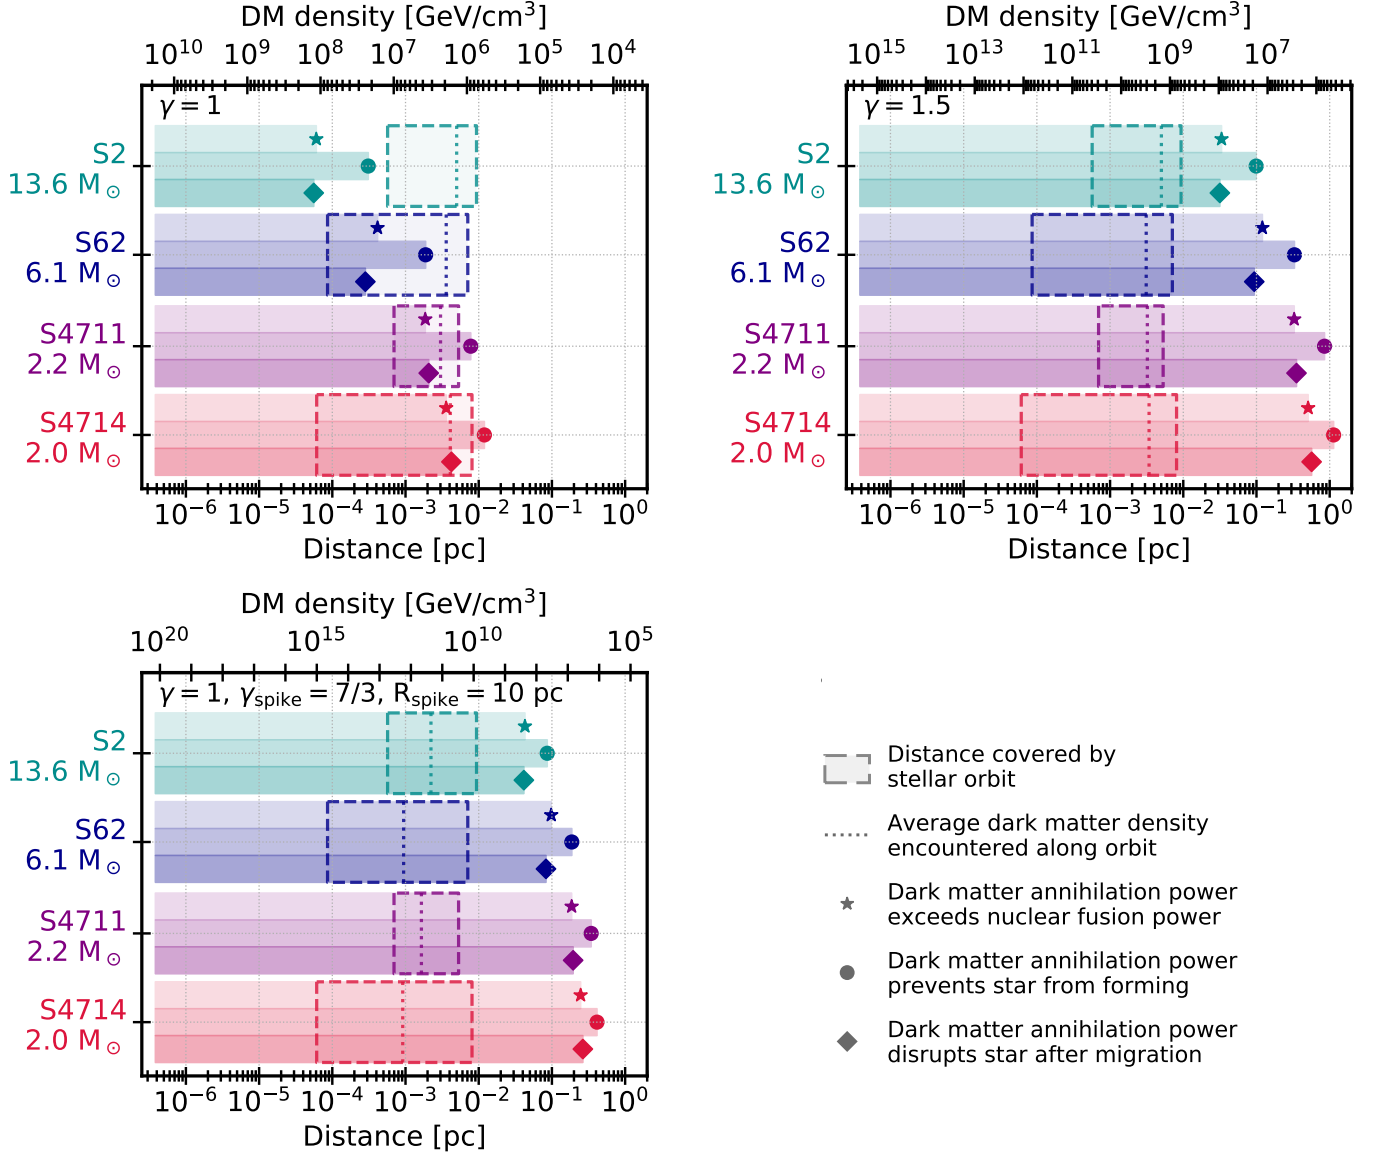 DM density [GeV/cm³]
10¹⁰ 10⁹ 10⁸ 10⁷ 10⁶ 10⁵ 10⁴
γ = 1
S2
13.6 M⊙
S62
6.1 M⊙
S4711
2.2 M⊙
S4714
2.0 M⊙
10⁻⁶ 10⁻⁵ 10⁻⁴ 10⁻³ 10⁻² 10⁻¹ 10⁰
Distance [pc]
DM density [GeV/cm³]
10¹⁵ 10¹³ 10¹¹ 10⁹ 10⁷
γ = 1.5
S2
13.6 M⊙
S62
6.1 M⊙
S4711
2.2 M⊙
S4714
2.0 M⊙
10⁻⁶ 10⁻⁵ 10⁻⁴ 10⁻³ 10⁻² 10⁻¹ 10⁰
Distance [pc]
DM density [GeV/cm³]
10²⁰ 10¹⁵ 10¹⁰ 10⁵
γ = 1, γspike = 7/3, Rspike = 10 pc
S2
13.6 M⊙
S62
6.1 M⊙
S4711
2.2 M⊙
S4714
2.0 M⊙
10⁻⁶ 10⁻⁵ 10⁻⁴ 10⁻³ 10⁻² 10⁻¹ 10⁰
Distance [pc]
Distance covered by
stellar orbit
Average dark matter density
encountered along orbit
Dark matter annihilation power
exceeds nuclear fusion power
Dark matter annihilation power
prevents star from forming
Dark matter annihilation power
disrupts star after migration